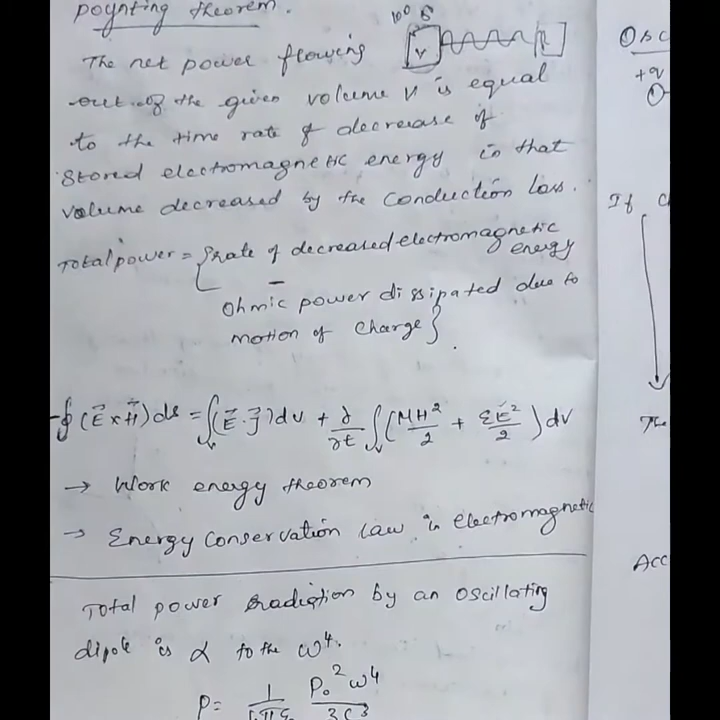 poynting theorem.
100 δ
The net power flowing
V
out of the given volume V is equal
to the time rate of decrease of
stored electromagnetic energy in that
volume decreased by the conduction loss.
Total power = {rate of decreased electromagnetic
energy
-
ohmic power dissipated due to
motion of charge}.
-∮(E⃗ x H⃗)ds = ∫v(E⃗.J⃗)dv + ∂/∂t ∫v(μH²/2 + εE²/2)dv
→ Work energy theorem
→ Energy conservation law in electromagnetic
Total power radiation by an oscillating
dipole is α to the ω⁴.
P= 1 P₀²ω⁴
3C³
Osc
+q
If C
The
Acc